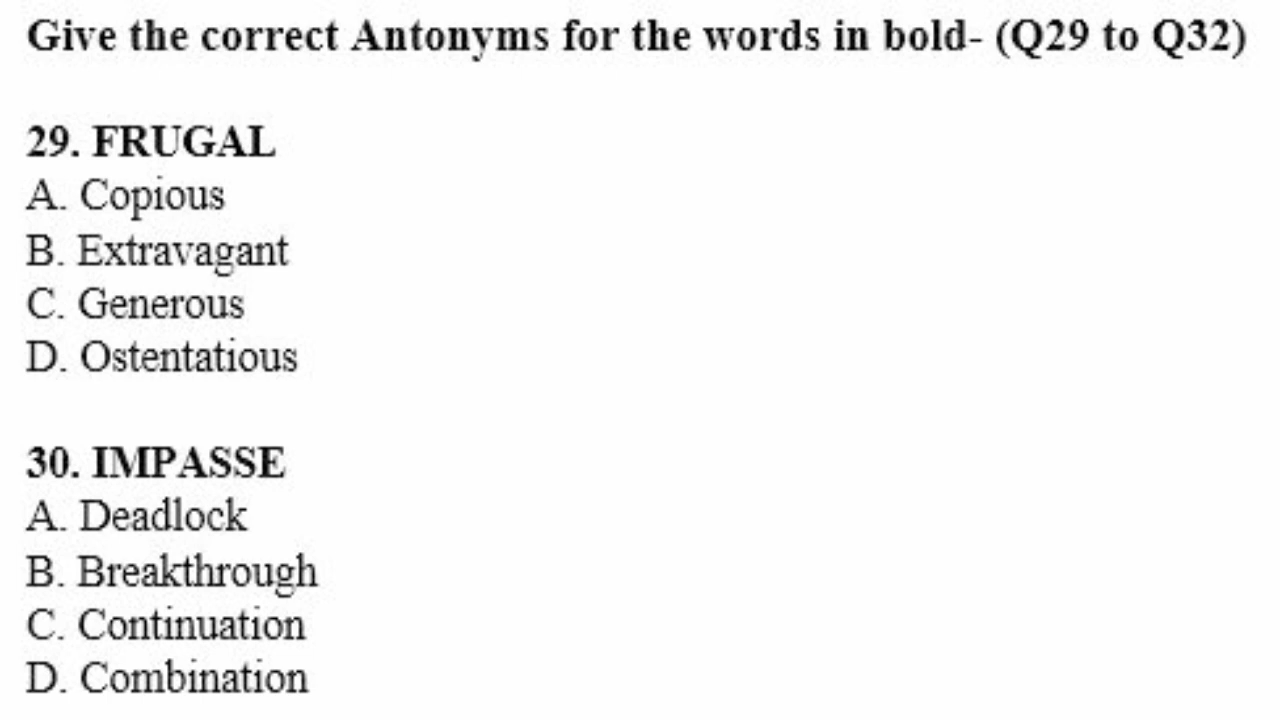 Give the correct Antonyms for the words in bold- (Q29 to Q32)
29. FRUGAL
A. Copious
B. Extravagant
C. Generous
D. Ostentatious
30. IMPASSE
A. Deadlock
B. Breakthrough
C. Continuation
D. Combination